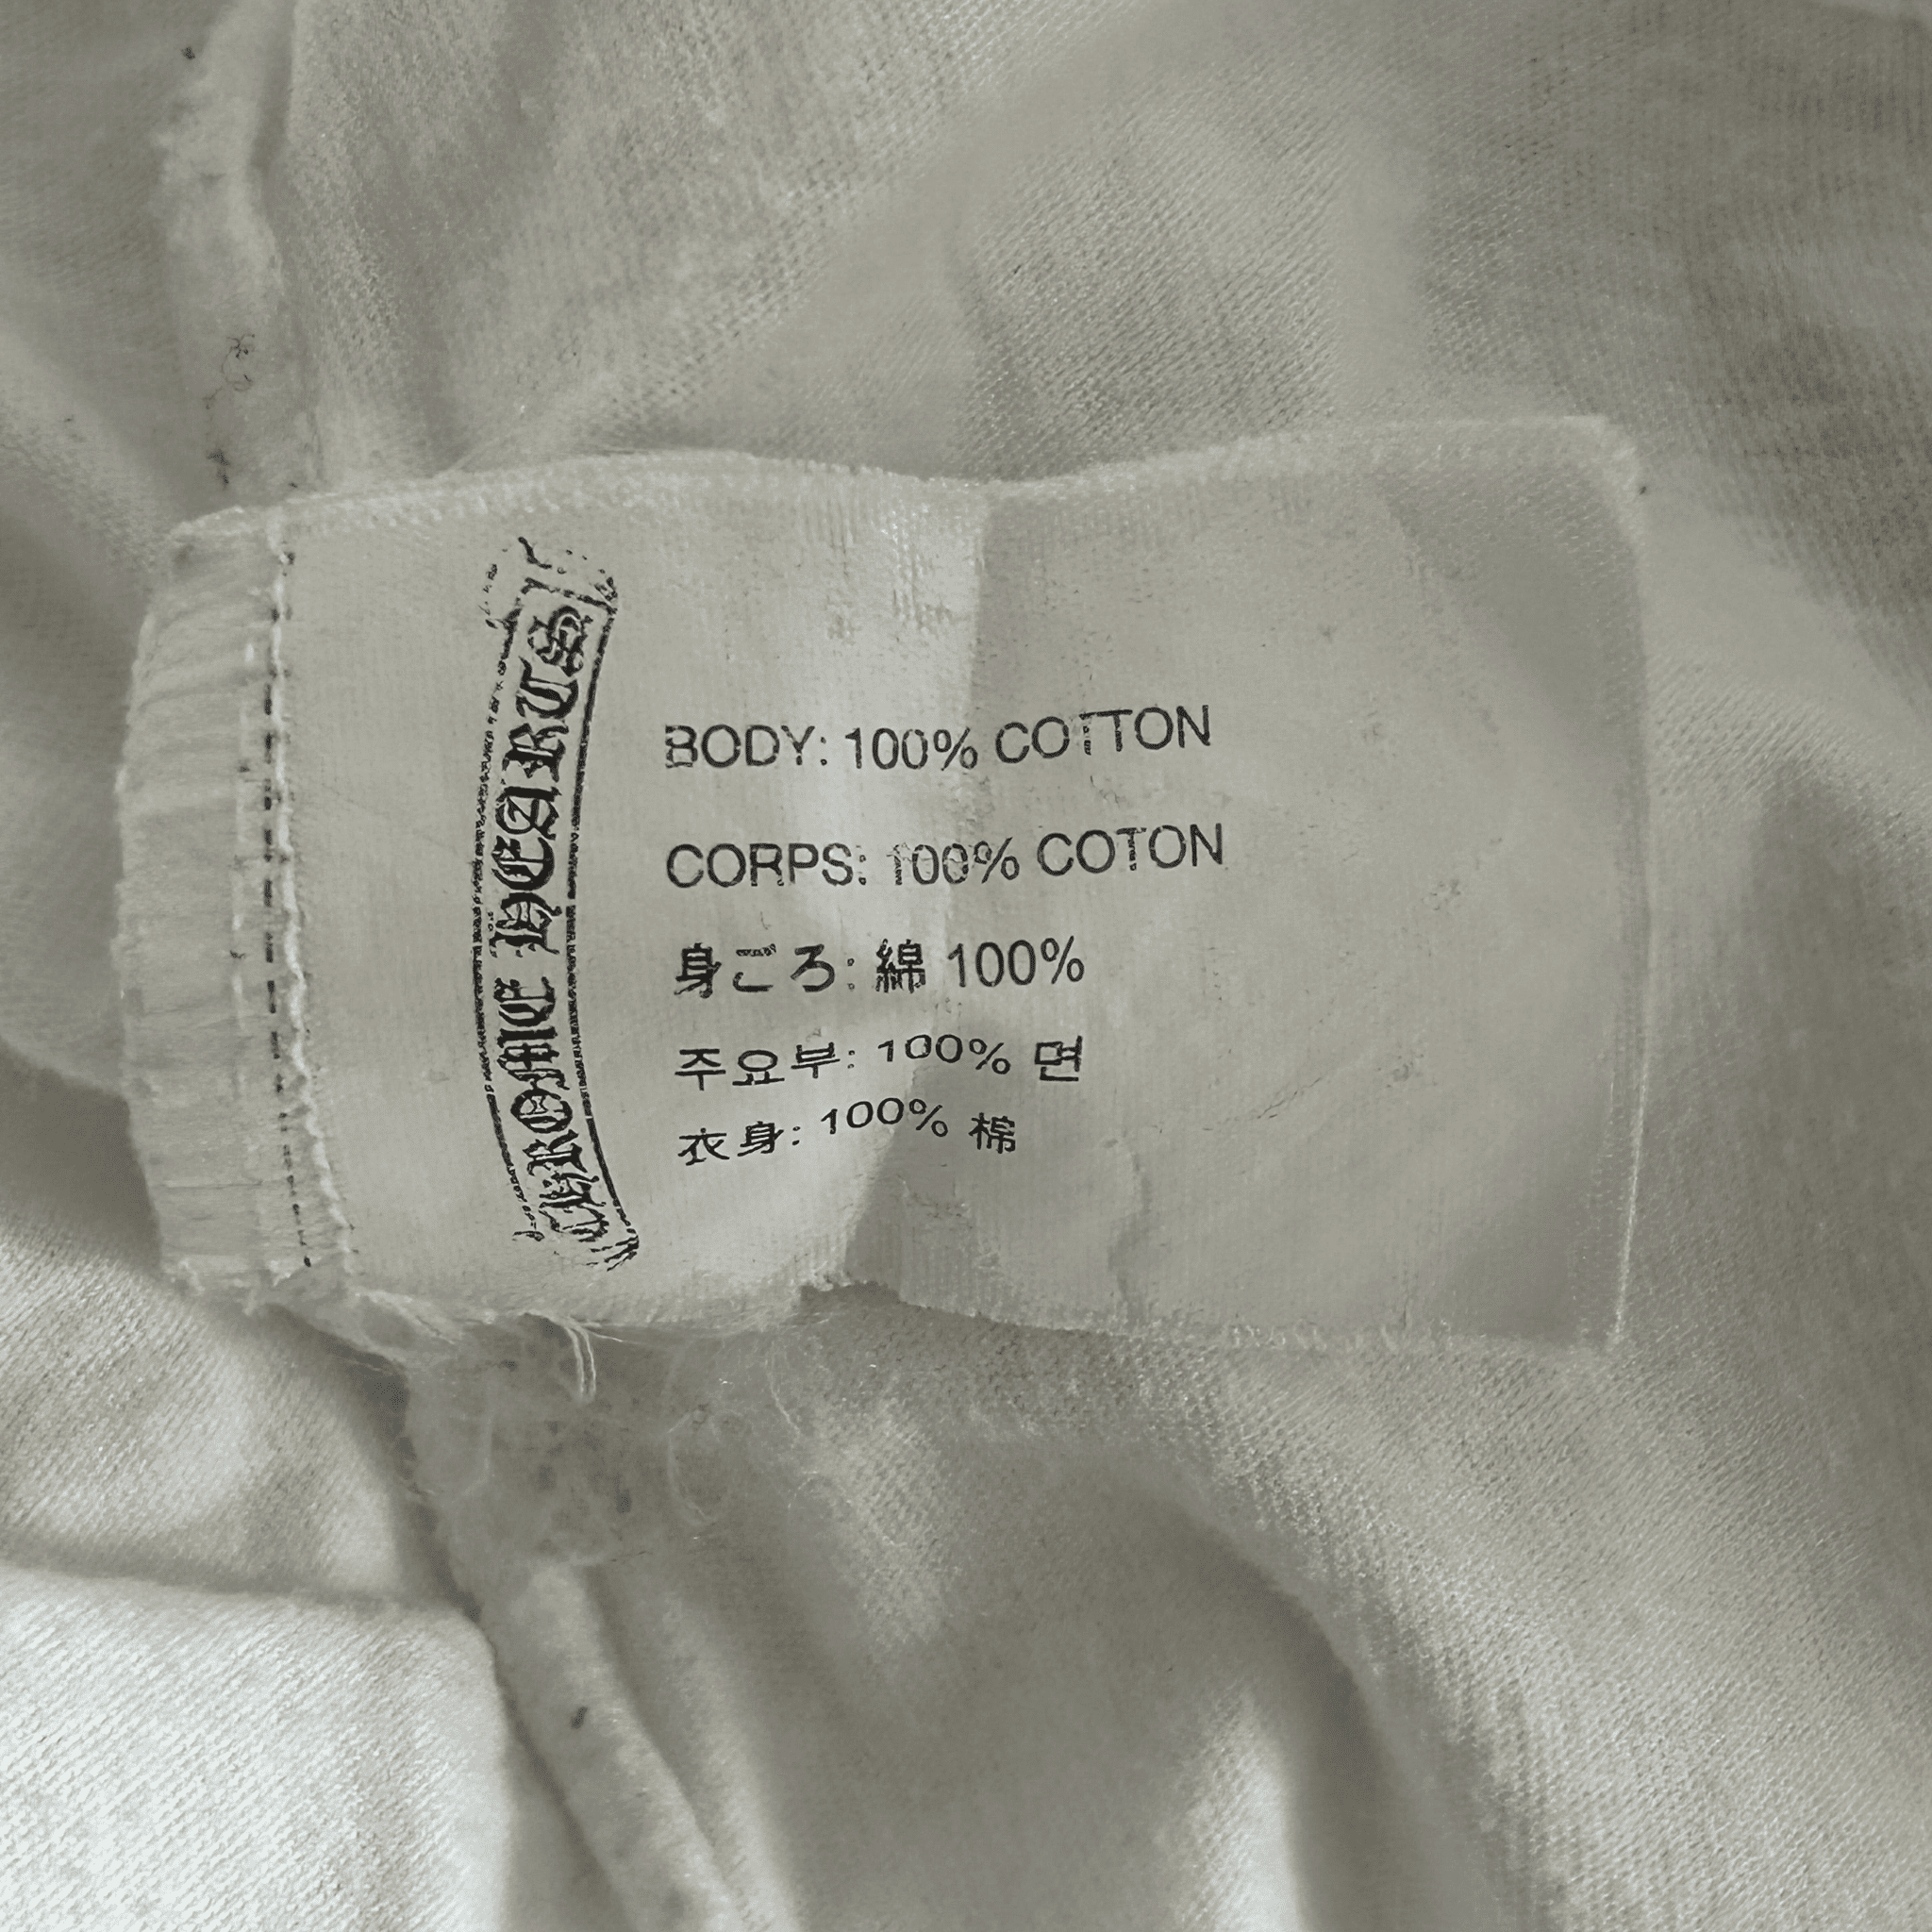 CHROME HEARTS
BODY: 100% COTTON
CORPS: 100% COTON
身ごろ: 綿 100%
주요부: 100% 면
衣身: 100% 棉